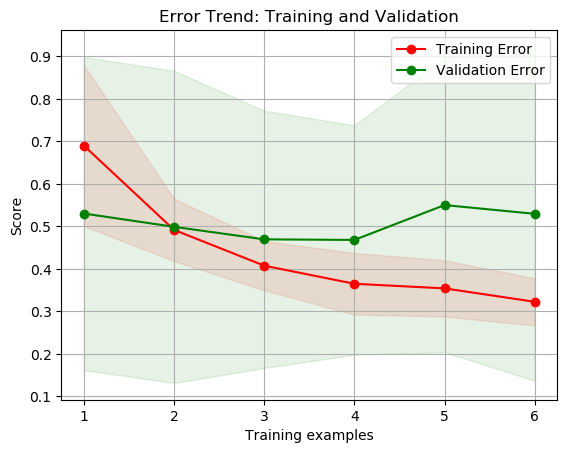 Error Trend: Training and Validation
Training Error
Validation Error
Score
0.9
0.8
0.7
0.6
0.5
0.4
0.3
0.2
0.1
1 2 3 4 5 6
Training examples